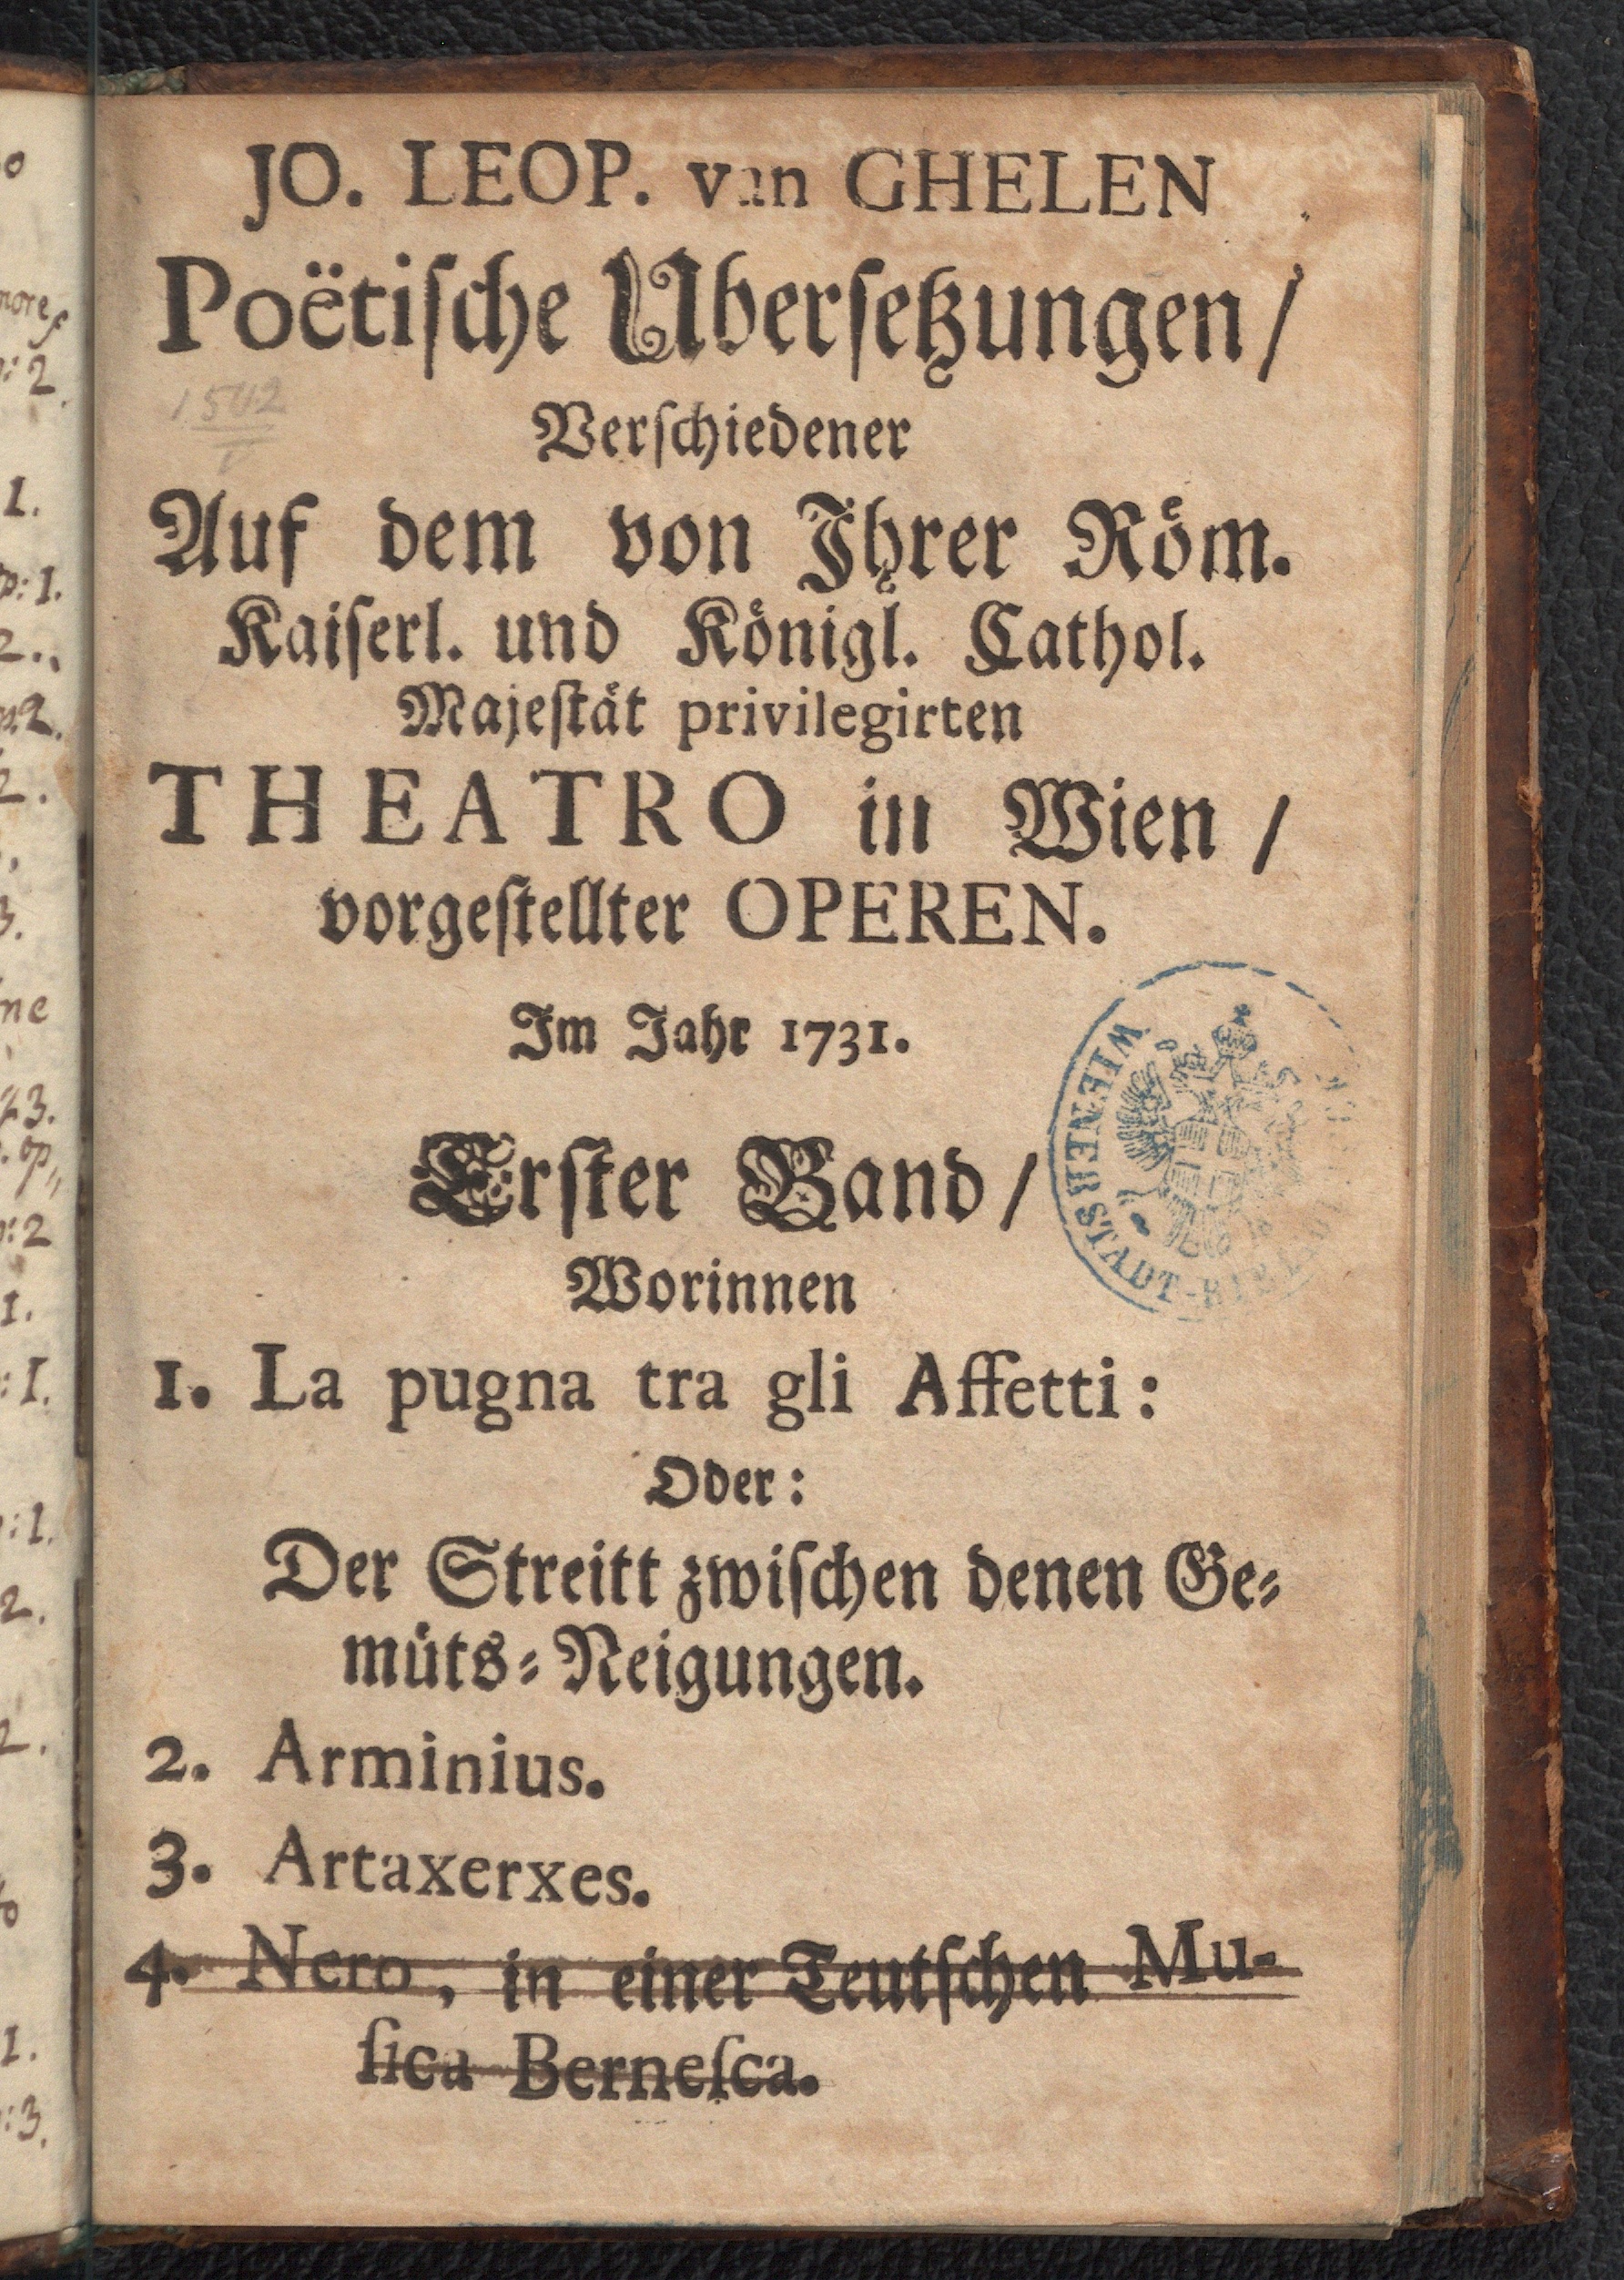 JO. LEOP. van GHELEN
Poëtische Ubersetzungen/
Verschiedener
Auf dem von Ihrer Röm.
Kaiserl. und Königl. Cathol.
Majestät privilegirten
THEATRO in Wien /
vorgestellter OPEREN.
Im Jahr 1731.
Erster Band/
Worinnen
1. La pugna tra gli Affetti:
Oder:
Der Streitt zwischen denen Ge-
müts-Neigungen.
2. Arminius.
3. Artaxerxes.
4. Nero, in einer Teutschen Mu-
sica Bernesca.
WIENER STADT-